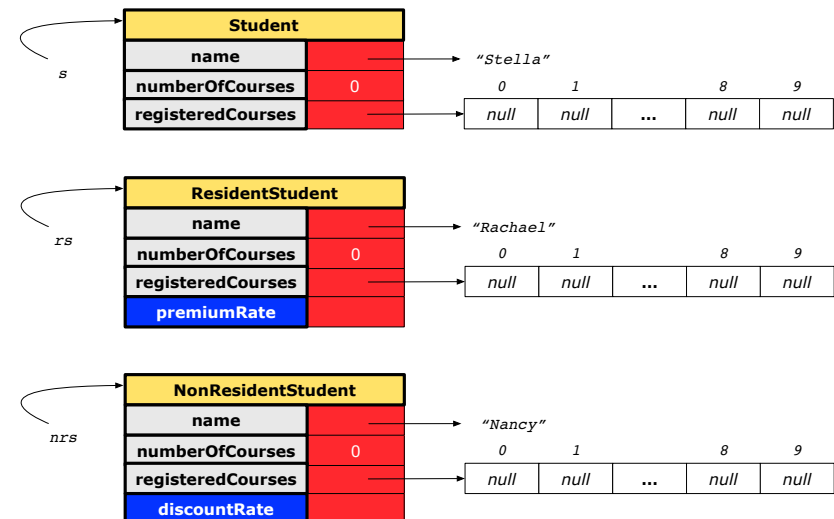 Student
name “Stella”
s
numberOfCourses 0 0 1 8 9
registeredCourses null null ... null null
ResidentStudent
name “Rachael”
rs
numberOfCourses 0 0 1 8 9
registeredCourses null null ... null null
premiumRate
NonResidentStudent
name “Nancy”
nrs
numberOfCourses 0 0 1 8 9
registeredCourses null null ... null null
discountRate